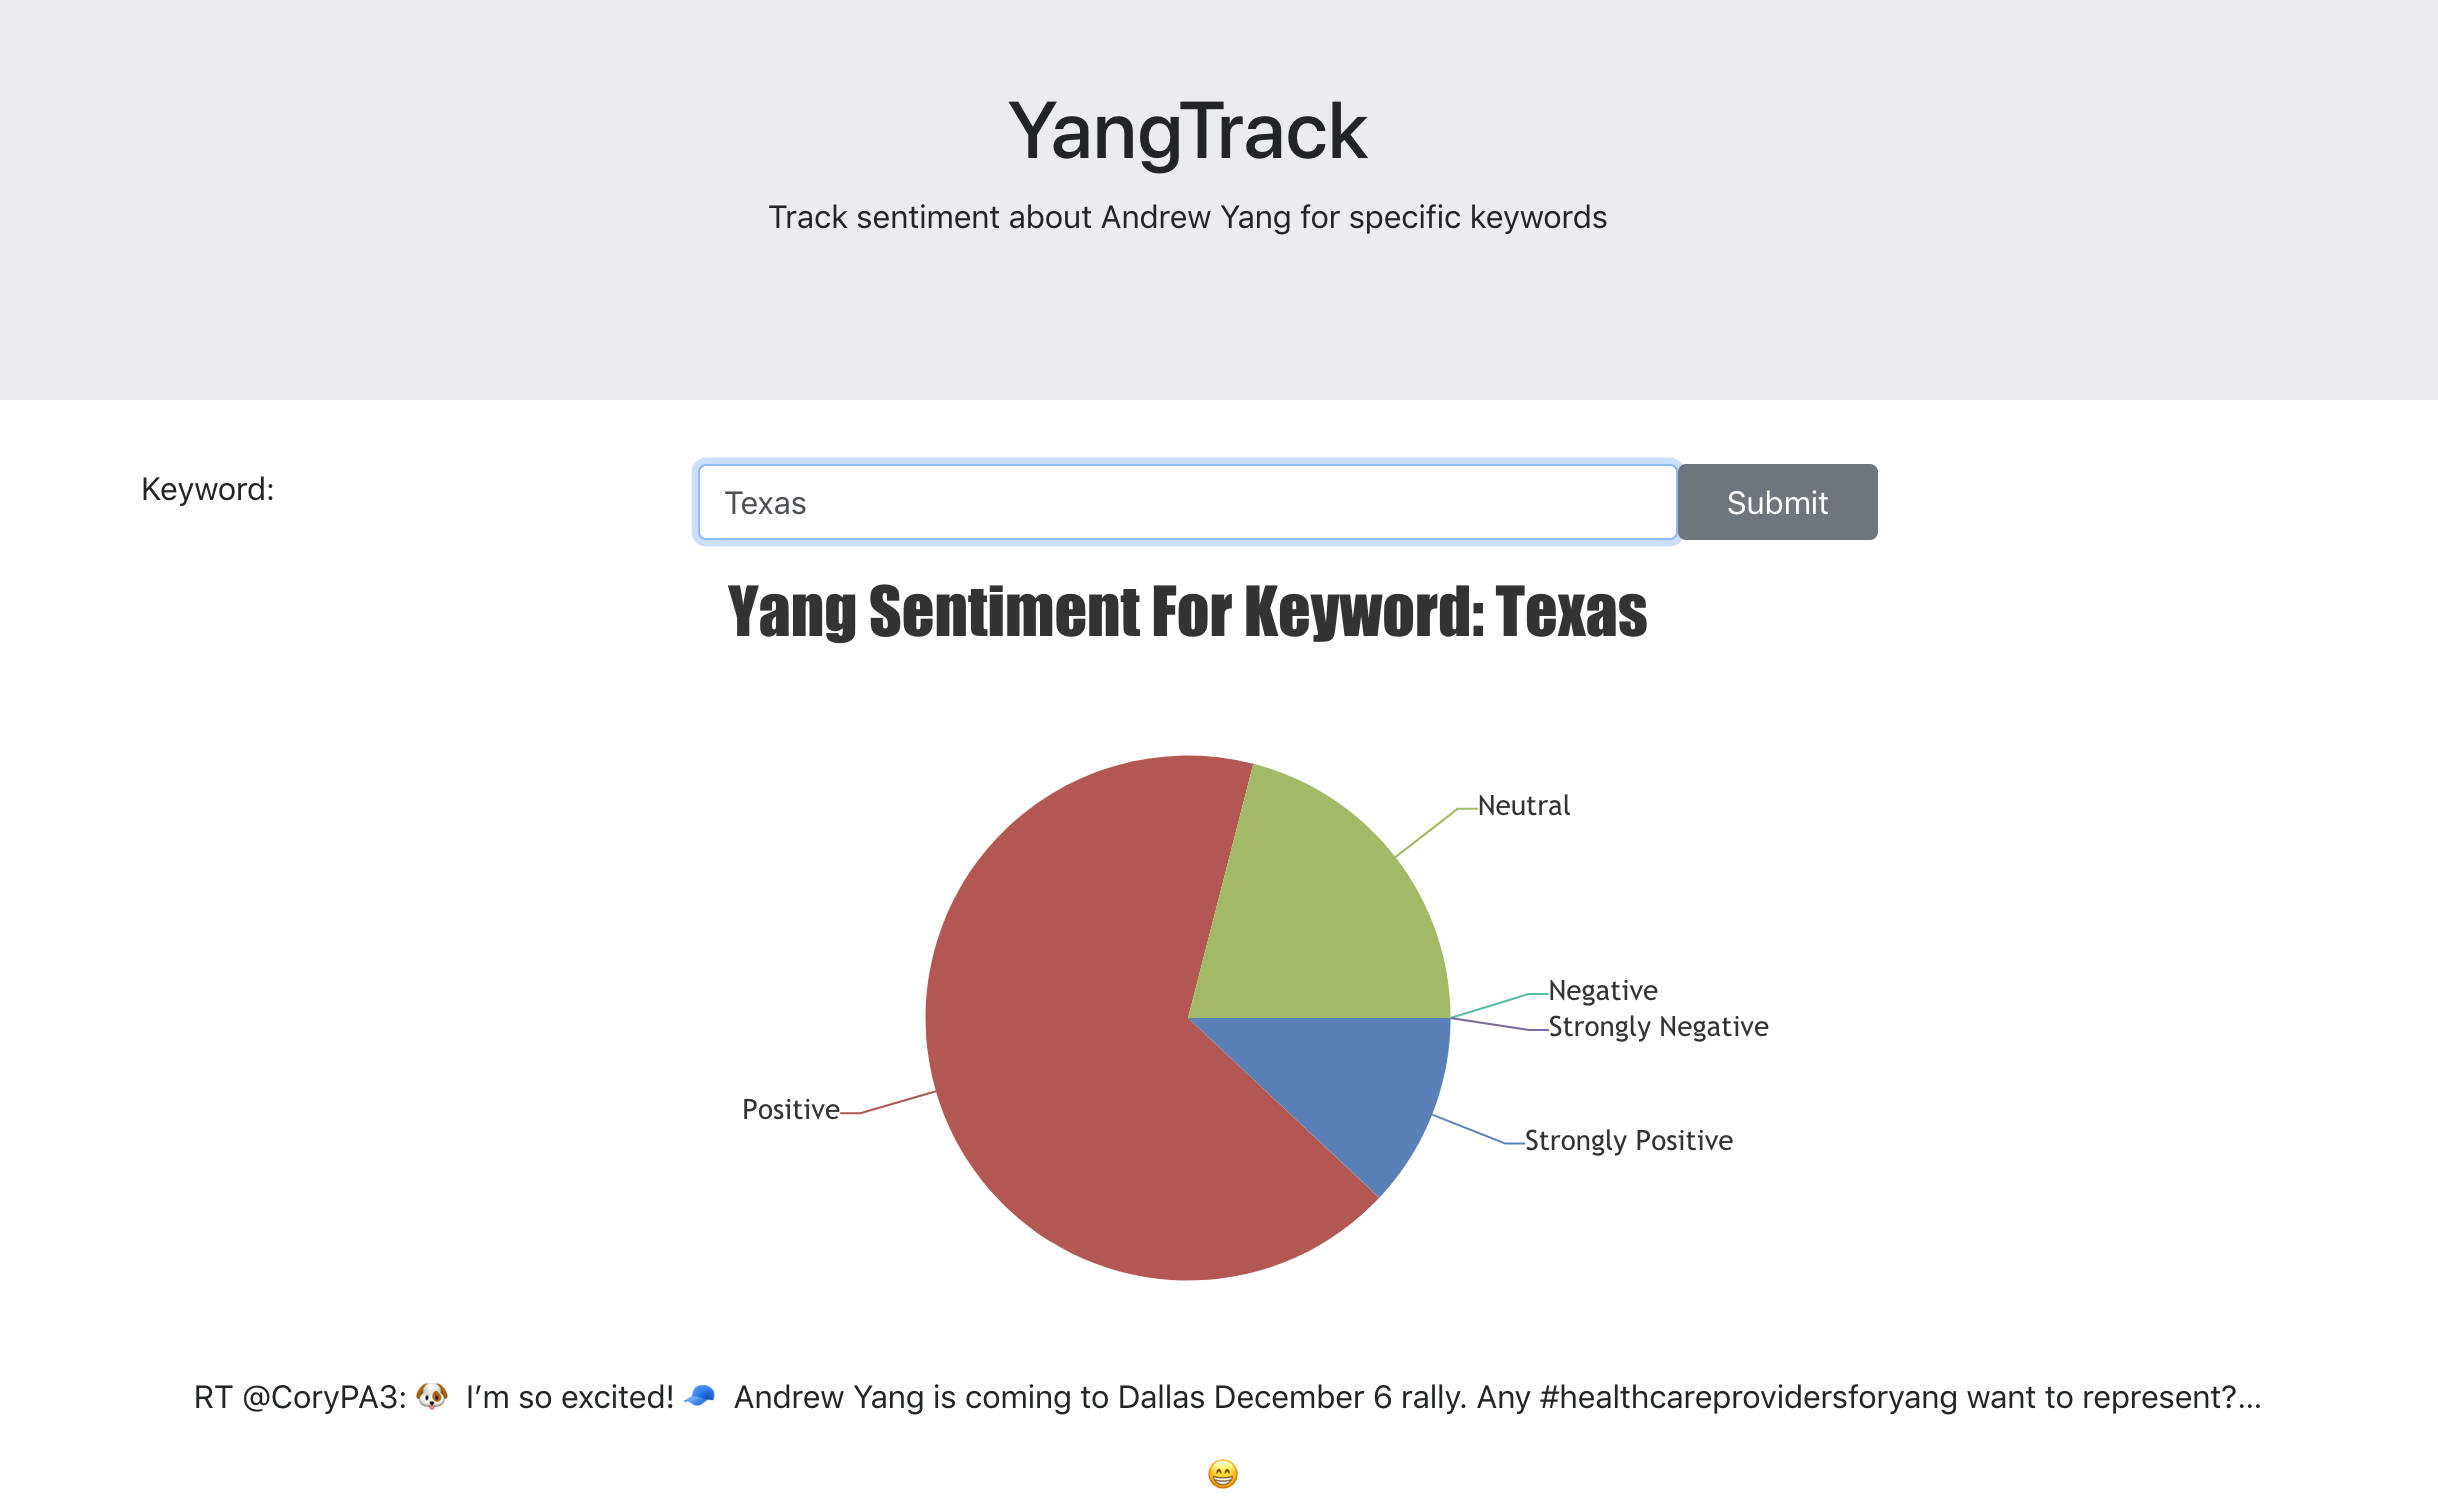 YangTrack
Track sentiment about Andrew Yang for specific keywords
Keyword:
Texas
Submit
Yang Sentiment For Keyword: Texas
Neutral
Negative
Strongly Negative
Positive
Strongly Positive
RT @CoryPA3: 🐶 I’m so excited! 🧢 Andrew Yang is coming to Dallas December 6 rally. Any #healthcareprovidersforyang want to represent?…
😁